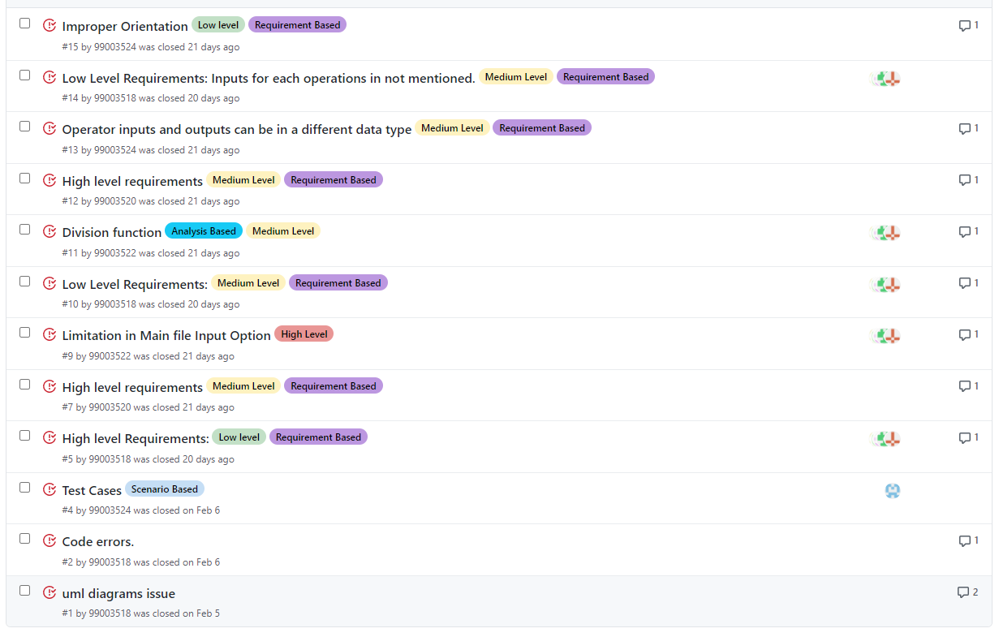 Improper Orientation Low level Requirement Based 1
#15 by 99003524 was closed 21 days ago
Low Level Requirements: Inputs for each operations in not mentioned. Medium Level Requirement Based
#14 by 99003518 was closed 20 days ago
Operator inputs and outputs can be in a different data type Medium Level Requirement Based 1
#13 by 99003524 was closed 21 days ago
High level requirements Medium Level Requirement Based 1
#12 by 99003520 was closed 21 days ago
Division function Analysis Based Medium Level 1
#11 by 99003522 was closed 21 days ago
Low Level Requirements: Medium Level Requirement Based 1
#10 by 99003518 was closed 20 days ago
Limitation in Main file Input Option High Level 1
#9 by 99003522 was closed 21 days ago
High level requirements Medium Level Requirement Based 1
#7 by 99003520 was closed 21 days ago
High level Requirements: Low level Requirement Based 1
#5 by 99003518 was closed 20 days ago
Test Cases Scenario Based
#4 by 99003524 was closed on Feb 6
Code errors. 1
#2 by 99003518 was closed on Feb 6
uml diagrams issue 2
#1 by 99003518 was closed on Feb 5